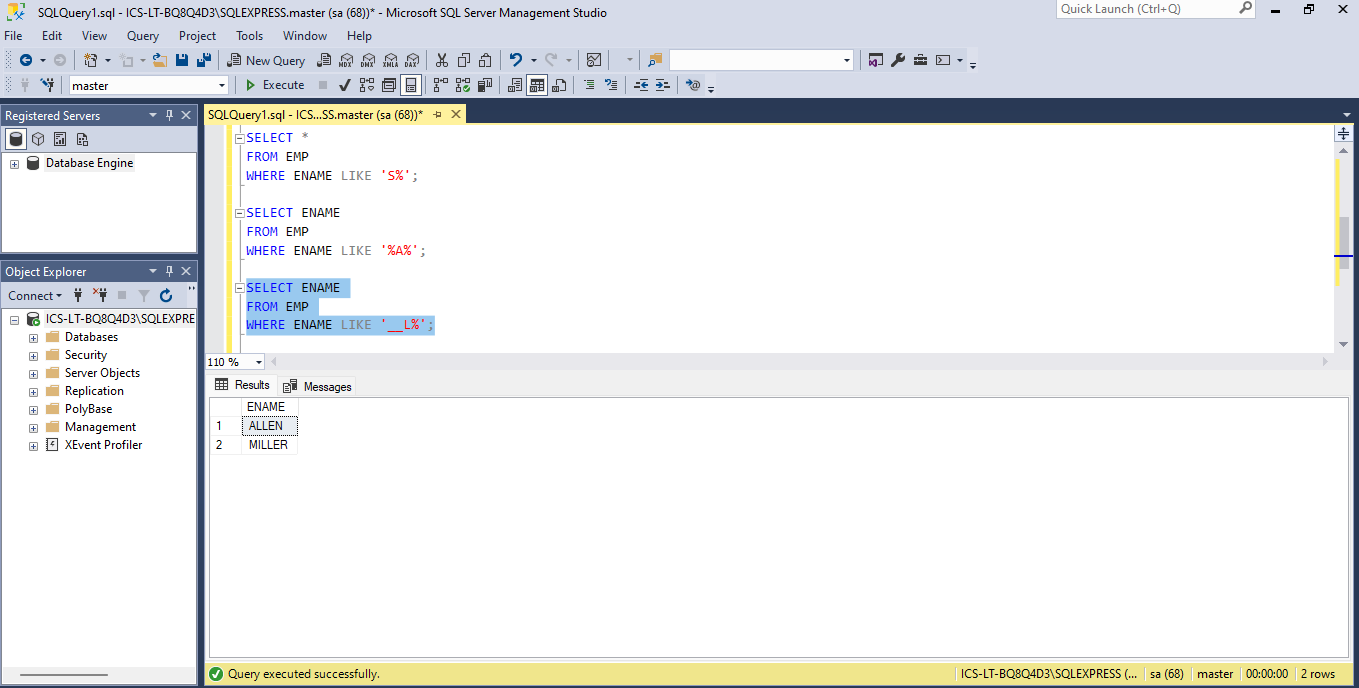 SQLQuery1.sql - ICS-LT-BQ8Q4D3\SQLEXPRESS.master (sa (68))* - Microsoft SQL Server Management Studio
Quick Launch (Ctrl+Q)
File Edit View Query Project Tools Window Help
New Query MDX DMX XMLA DAX
master Execute
Registered Servers
Database Engine
Object Explorer
Connect
ICS-LT-BQ8Q4D3\SQLEXPRE
Databases
Security
Server Objects
Replication
PolyBase
Management
XEvent Profiler
SQLQuery1.sql - ICS...SS.master (sa (68))*
SELECT *
FROM EMP
WHERE ENAME LIKE 'S%';
SELECT ENAME
FROM EMP
WHERE ENAME LIKE '%A%';
SELECT ENAME
FROM EMP
WHERE ENAME LIKE '__L%';
110 %
Results Messages
ENAME
1 ALLEN
2 MILLER
Query executed successfully. ICS-LT-BQ8Q4D3\SQLEXPRESS (... sa (68) master 00:00:00 2 rows